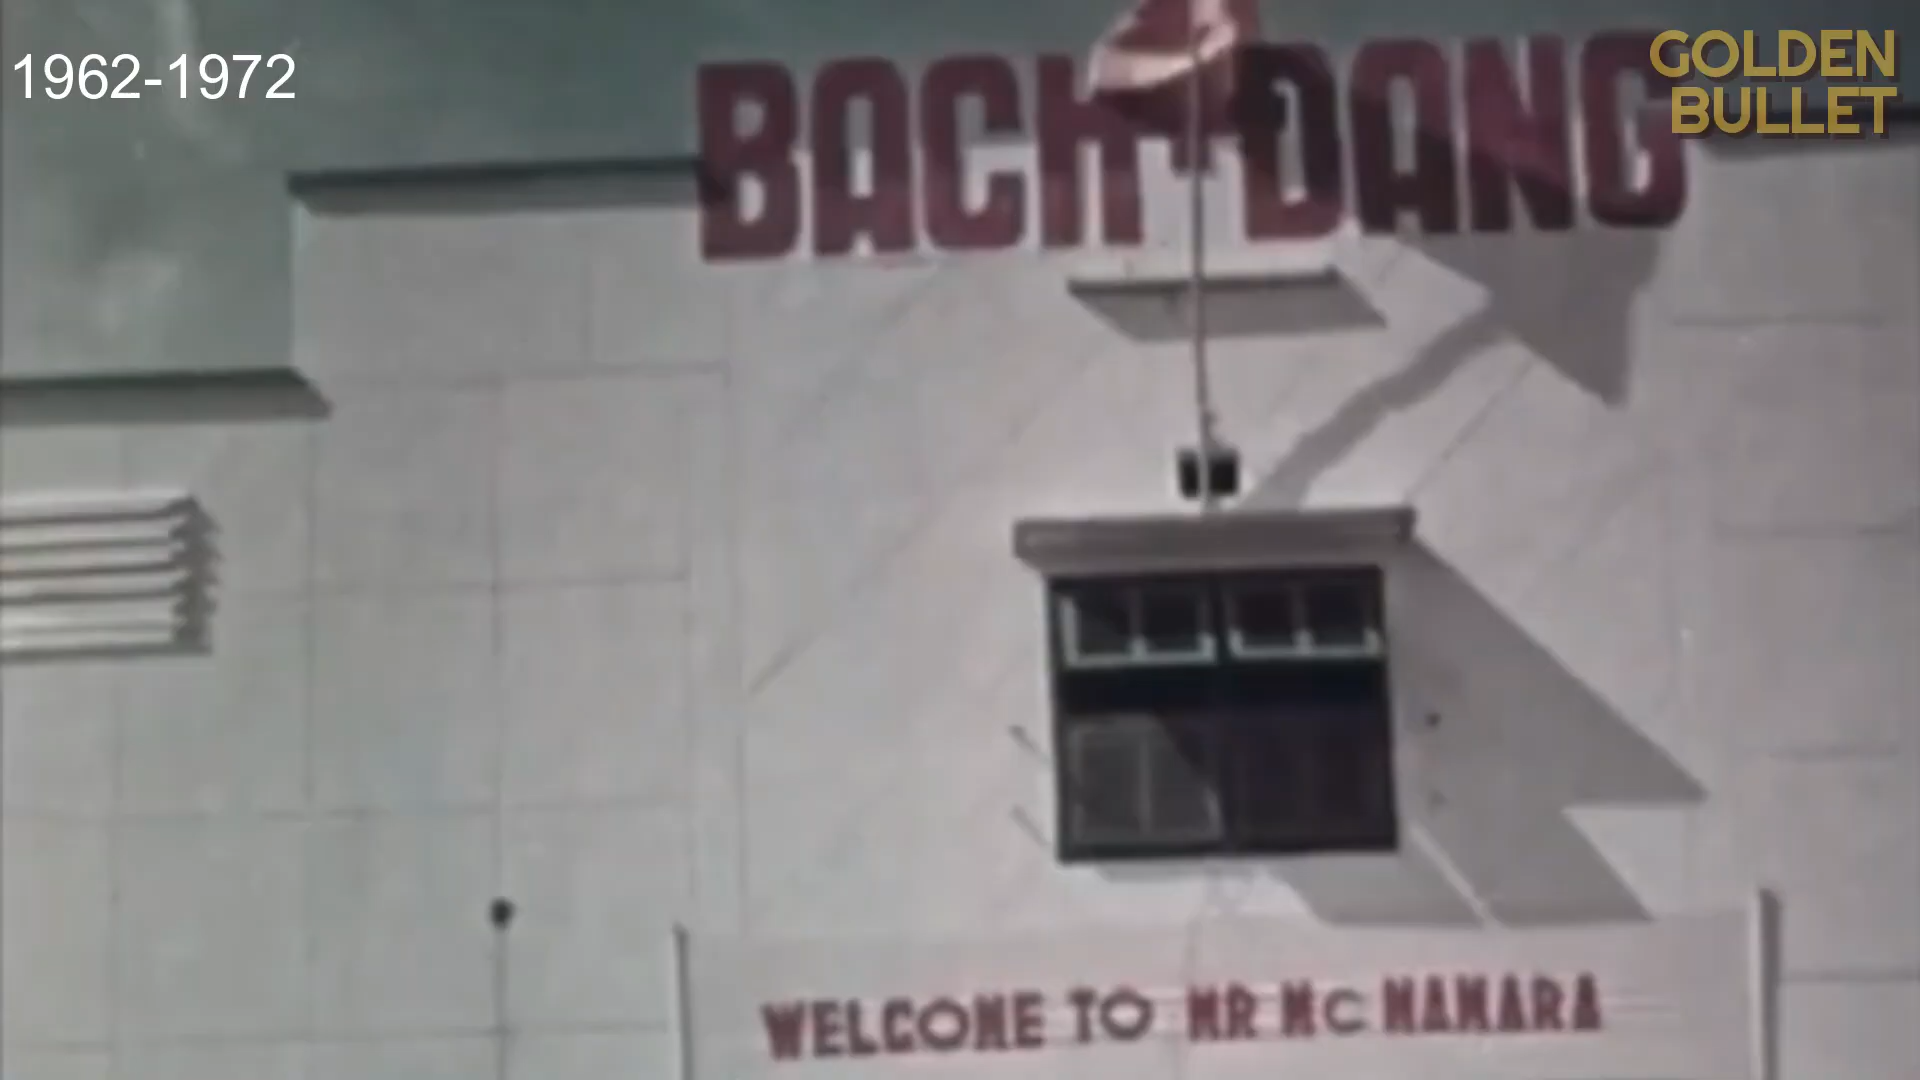 1962-1972
BACH-DANG
GOLDEN
BULLET
WELCOME TO MR MC NAMARA